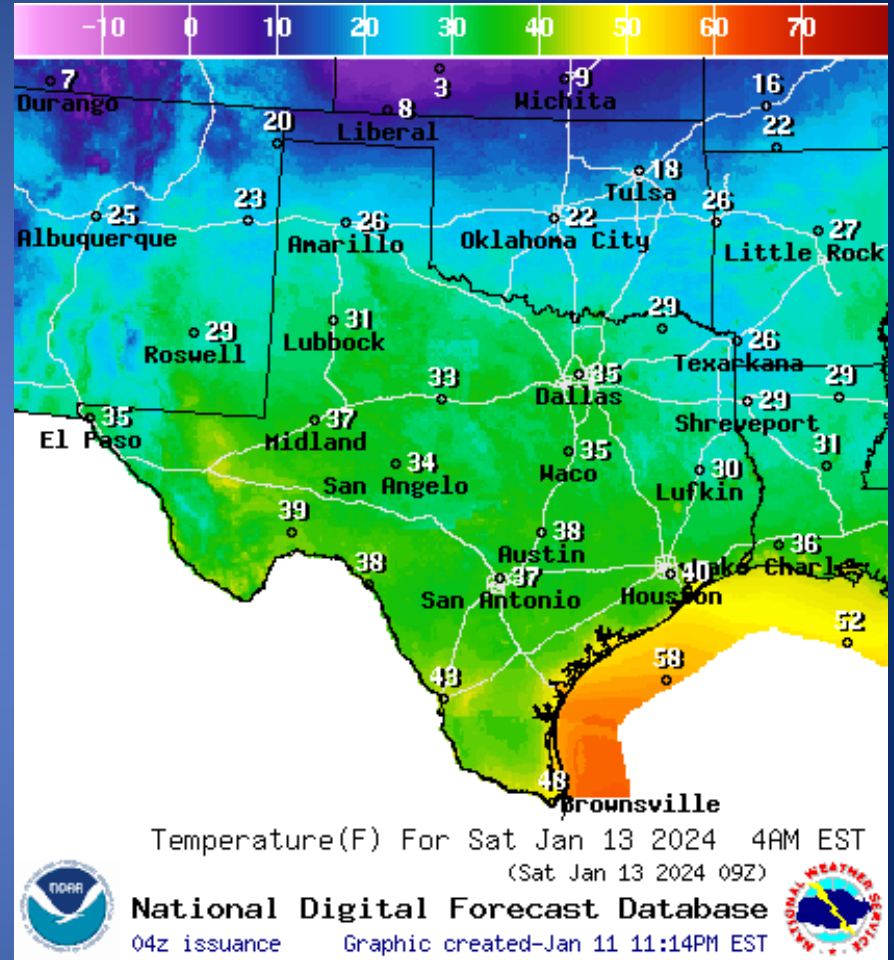 -10 0 10 20 30 40 50 60 70
7
Durango
3
9
Wichita
16
8
Liberal
20
22
18
Tulsa
25
Albuquerque
23
26
Amarillo
22
Oklahoma City
26
27
Little Rock
29
Roswell
31
Lubbock
29
26
Texarkana
35
Dallas
33
29
Shreveport
29
35
El Paso
37
Midland
34
San Angelo
35
Waco
30
Lufkin
31
39
38
Austin
36
Lake Charles
38
37
San Antonio
40
Houston
52
58
43
48
Brownsville
Temperature(F) For Sat Jan 13 2024 4AM EST
(Sat Jan 13 2024 09Z)
NOAA
National Digital Forecast Database
NATIONAL WEATHER SERVICE
04z issuance Graphic created-Jan 11 11:14PM EST